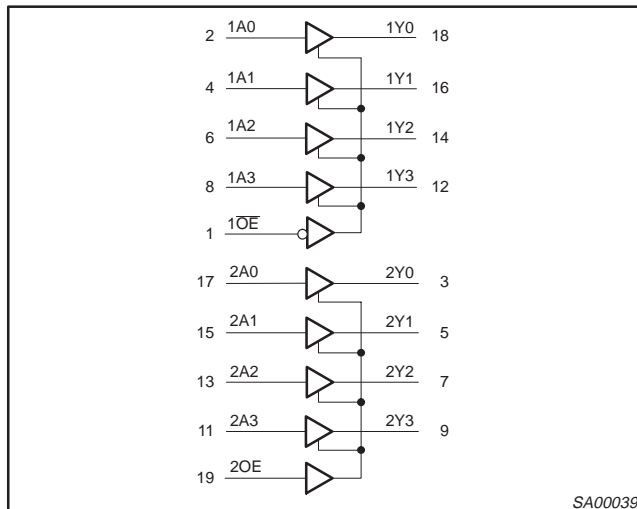 2 1A0 1Y0 18
4 1A1 1Y1 16
6 1A2 1Y2 14
8 1A3 1Y3 12
1 1O̅E̅
17 2A0 2Y0 3
15 2A1 2Y1 5
13 2A2 2Y2 7
11 2A3 2Y3 9
19 2OE
SA00039